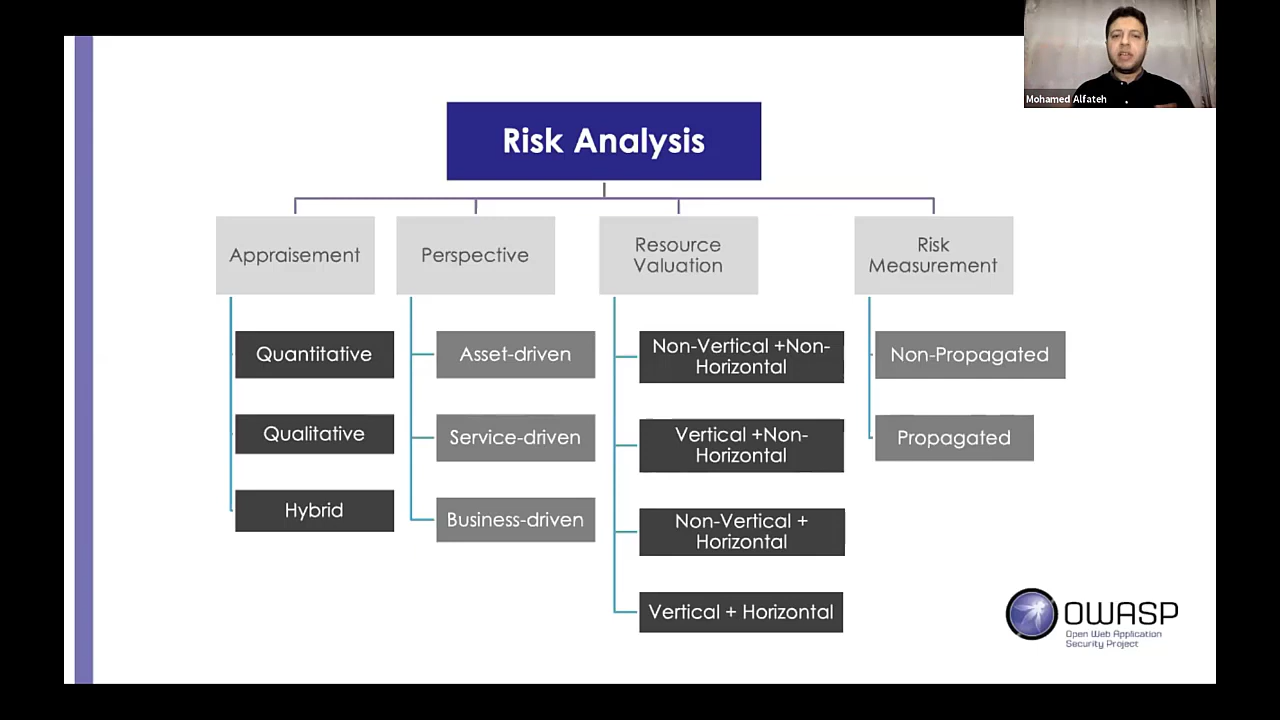 Mohamed Alfateh
Risk Analysis
Appraisement
Quantitative
Qualitative
Hybrid
Perspective
Asset-driven
Service-driven
Business-driven
Resource
Valuation
Non-Vertical +Non-
Horizontal
Vertical +Non-
Horizontal
Non-Vertical +
Horizontal
Vertical + Horizontal
Risk
Measurement
Non-Propagated
Propagated
OWASP
Open Web Application
Security Project